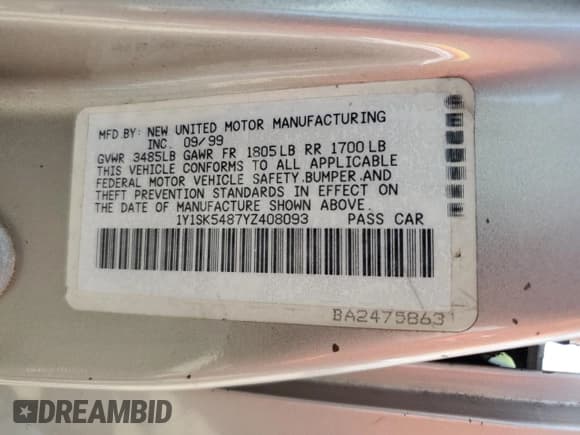 MFD.BY: NEW UNITED MOTOR MANUFACTURING
INC. 09/99
GVWR 3485LB GAWR FR 1805LB RR 1700LB
THIS VEHICLE CONFORMS TO ALL APPLICABLE
FEDERAL MOTOR VEHICLE SAFETY.BUMPER.AND
THEFT PREVENTION STANDARDS IN EFFECT ON
THE DATE OF MANUFACTURE SHOWN ABOVE.
1Y1SK5487YZ408093 PASS CAR
BA2475863
DREAMBID